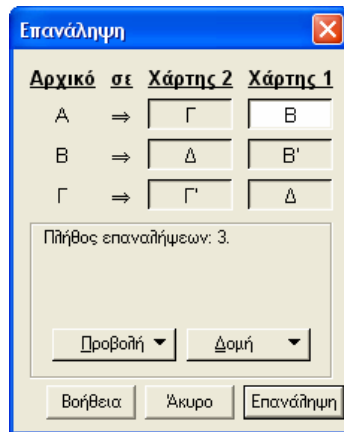 Επανάληψη
Αρχικό σε Χάρτης 2 Χάρτης 1
Α ⇒ Γ Β
Β ⇒ Δ Β'
Γ ⇒ Γ' Δ
Πλήθος επαναλήψεων: 3.
Προβολή Δομή
Βοήθεια Άκυρο Επανάληψη